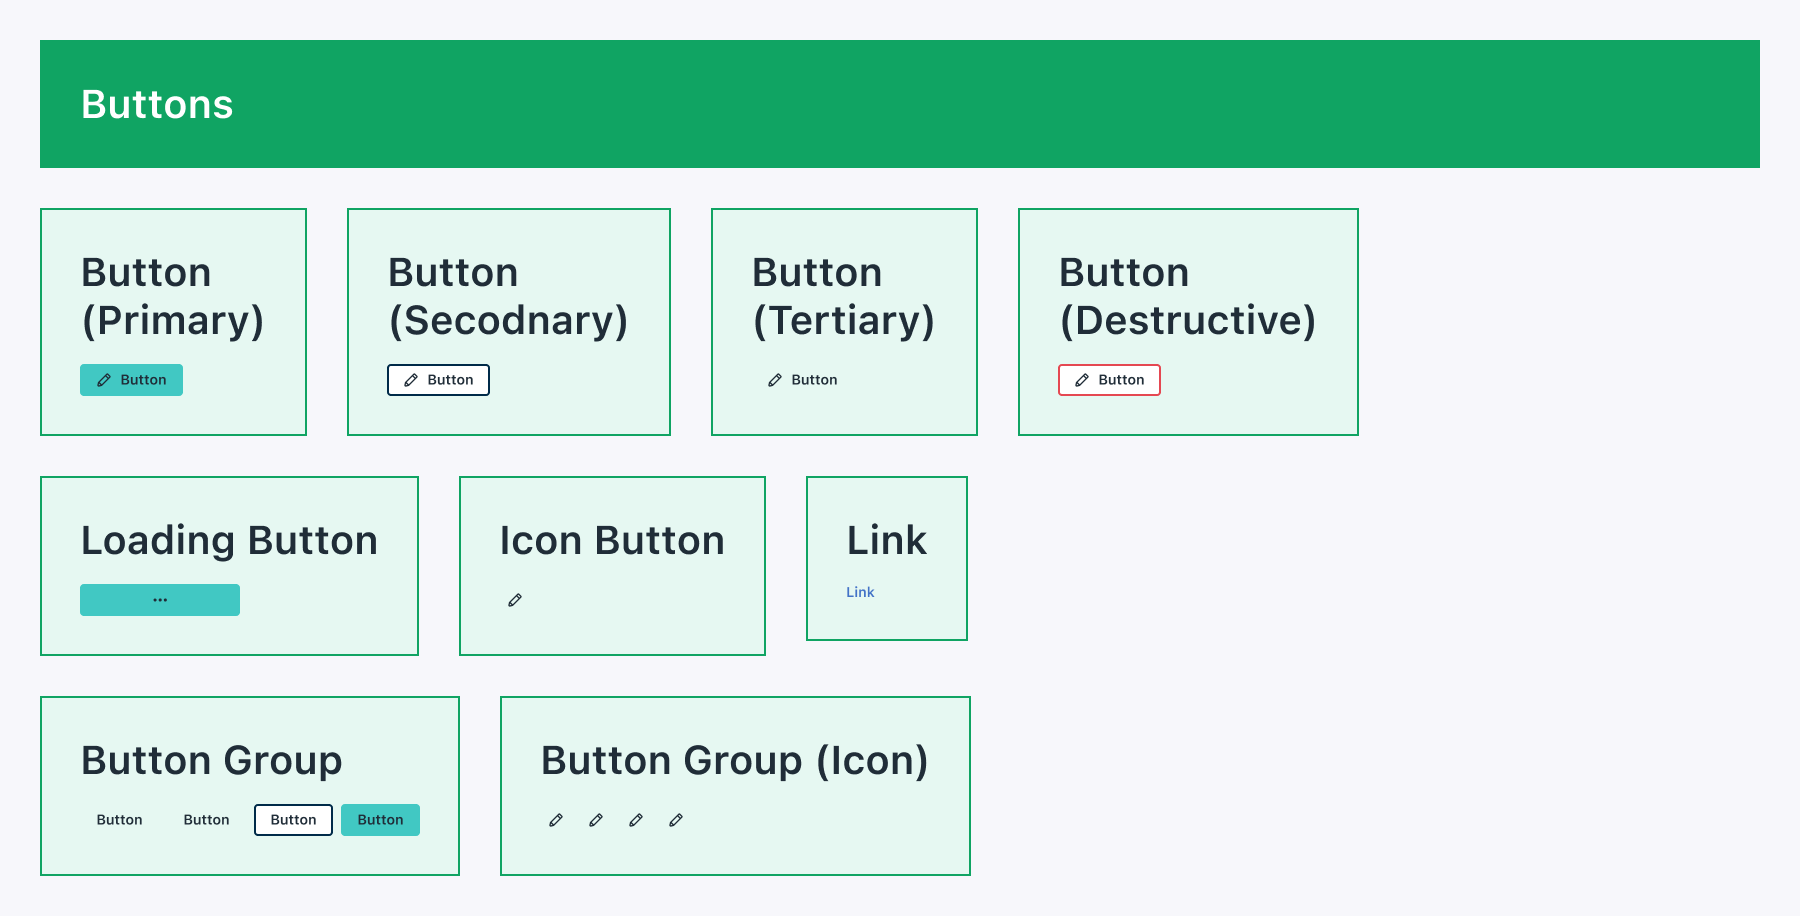 Buttons
Button
(Primary)
Button
Button
(Secodnary)
Button
Button
(Tertiary)
Button
Button
(Destructive)
Button
Loading Button
Icon Button
Link
Link
Button Group
Button Button Button Button
Button Group (Icon)